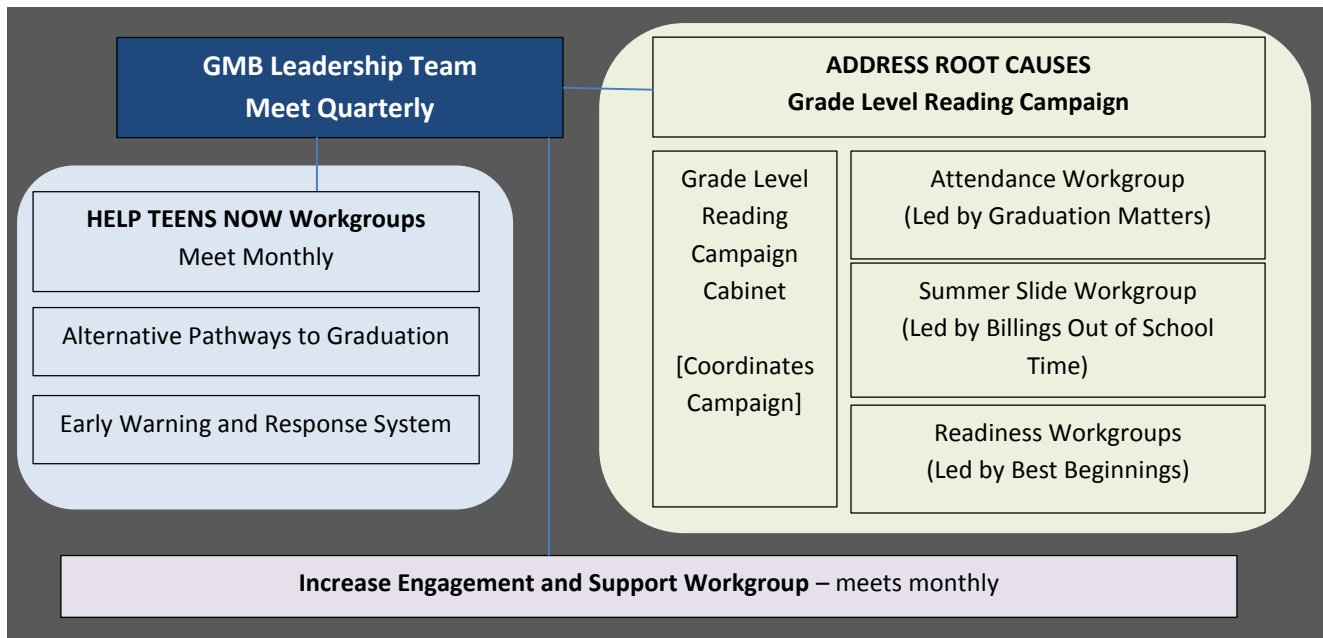 GMB Leadership Team
Meet Quarterly
HELP TEENS NOW Workgroups
Meet Monthly
Alternative Pathways to Graduation
Early Warning and Response System
ADDRESS ROOT CAUSES
Grade Level Reading Campaign
Grade Level
Reading
Campaign
Cabinet
[Coordinates
Campaign]
Attendance Workgroup
(Led by Graduation Matters)
Summer Slide Workgroup
(Led by Billings Out of School
Time)
Readiness Workgroups
(Led by Best Beginnings)
Increase Engagement and Support Workgroup – meets monthly